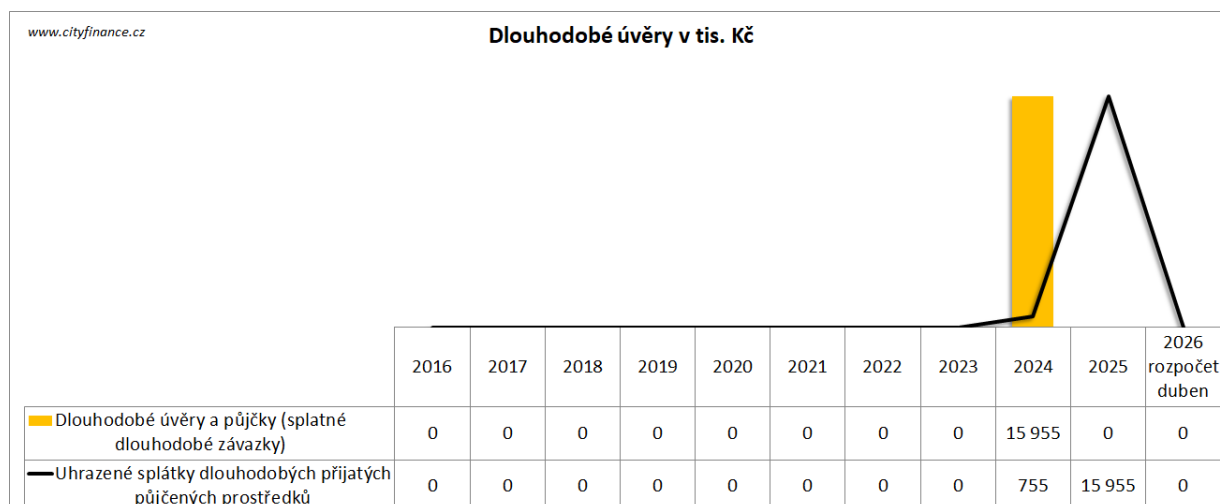 www.cityfinance.cz
Dlouhodobé úvěry v tis. Kč
2016 2017 2018 2019 2020 2021 2022 2023 2024 2025 2026 rozpočet duben
Dlouhodobé úvěry a půjčky (splatné
dlouhodobé závazky) 0 0 0 0 0 0 0 0 15 955 0 0
Uhrazené splátky dlouhodobých přijatých
půjčených prostředků 0 0 0 0 0 0 0 0 755 15 955 0